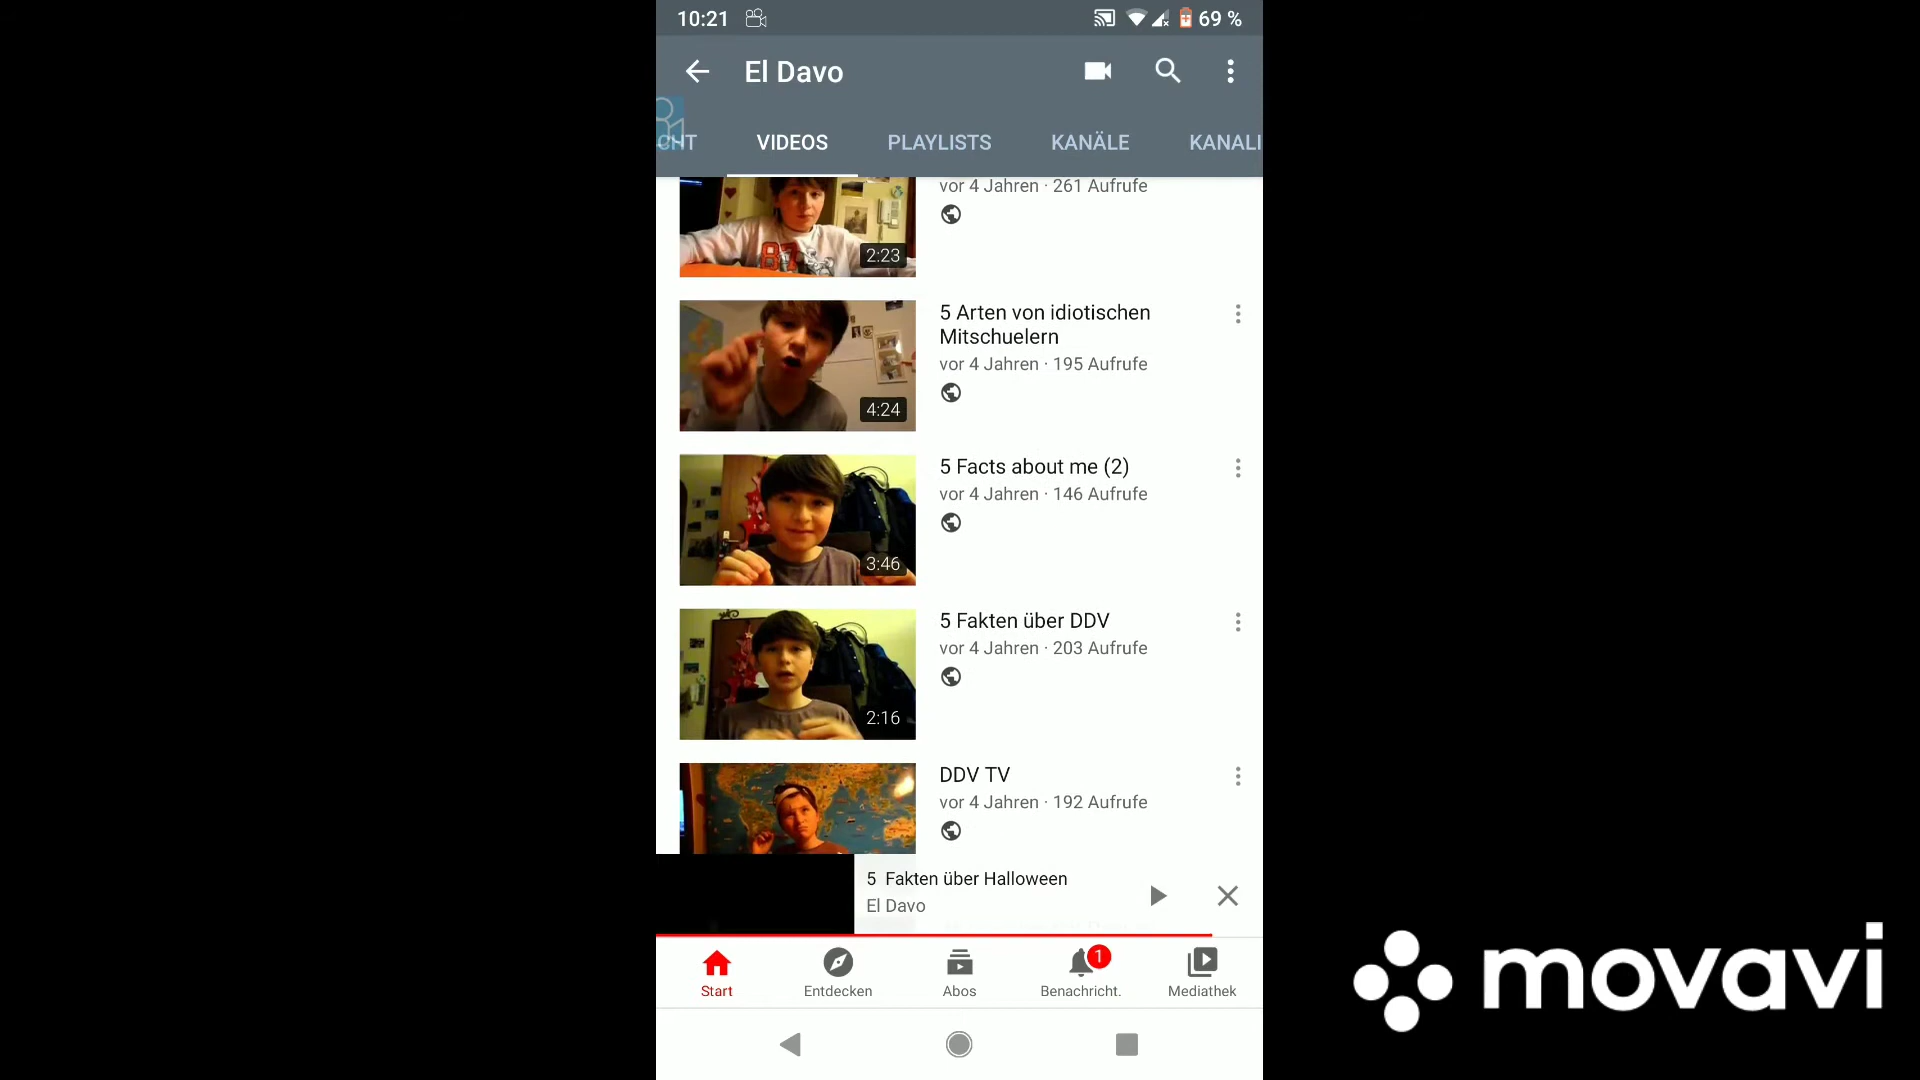 10:21
69 %
El Davo
CHT
VIDEOS
PLAYLISTS
KANÄLE
KANALI
vor 4 Jahren · 261 Aufrufe
2:23
5 Arten von idiotischen
Mitschuelern
vor 4 Jahren · 195 Aufrufe
4:24
5 Facts about me (2)
vor 4 Jahren · 146 Aufrufe
3:46
5 Fakten über DDV
vor 4 Jahren · 203 Aufrufe
2:16
DDV TV
vor 4 Jahren · 192 Aufrufe
5 Fakten über Halloween
El Davo
1
Start
Entdecken
Abos
Benachricht.
Mediathek
movavi